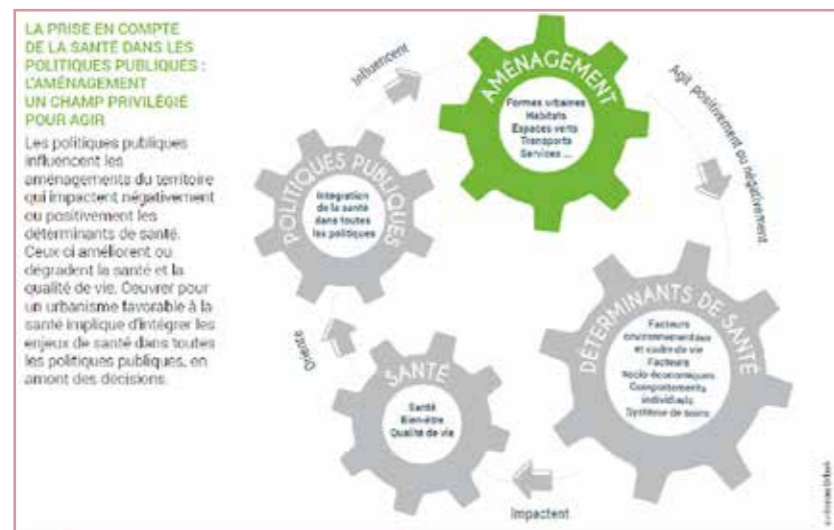 LA PRISE EN COMPTE
DE LA SANTÉ DANS LES
POLITIQUES PUBLIQUES :
L'AMÉNAGEMENT
UN CHAMP PRIVILÉGIÉ
POUR AGIR
Les politiques publiques
influencent les
aménagements du territoire
qui impactent négativement
ou positivement les
déterminants de santé.
Ceux ci améliorent ou
dégradent la santé et la
qualité de vie. Oeuvrer pour
un urbanisme favorable à la
santé implique d'intégrer les
enjeux de santé dans toutes
les politiques publiques, en
amont des décisions.
Influencent
AMÉNAGEMENT
Formes urbaines
Habitats
Espaces verts
Transports
Services ...
Agit positivement ou négativement
POLITIQUES PUBLIQUES
Intégration
de la santé
dans toutes
les politiques
DÉTERMINANTS DE SANTÉ
Facteurs
environnementaux
et cadre de vie
Facteurs
socio-économiques
Comportements
individuels
Système de soins
Oriente
SANTÉ
Santé
Bien-être
Qualité de vie
Impactent